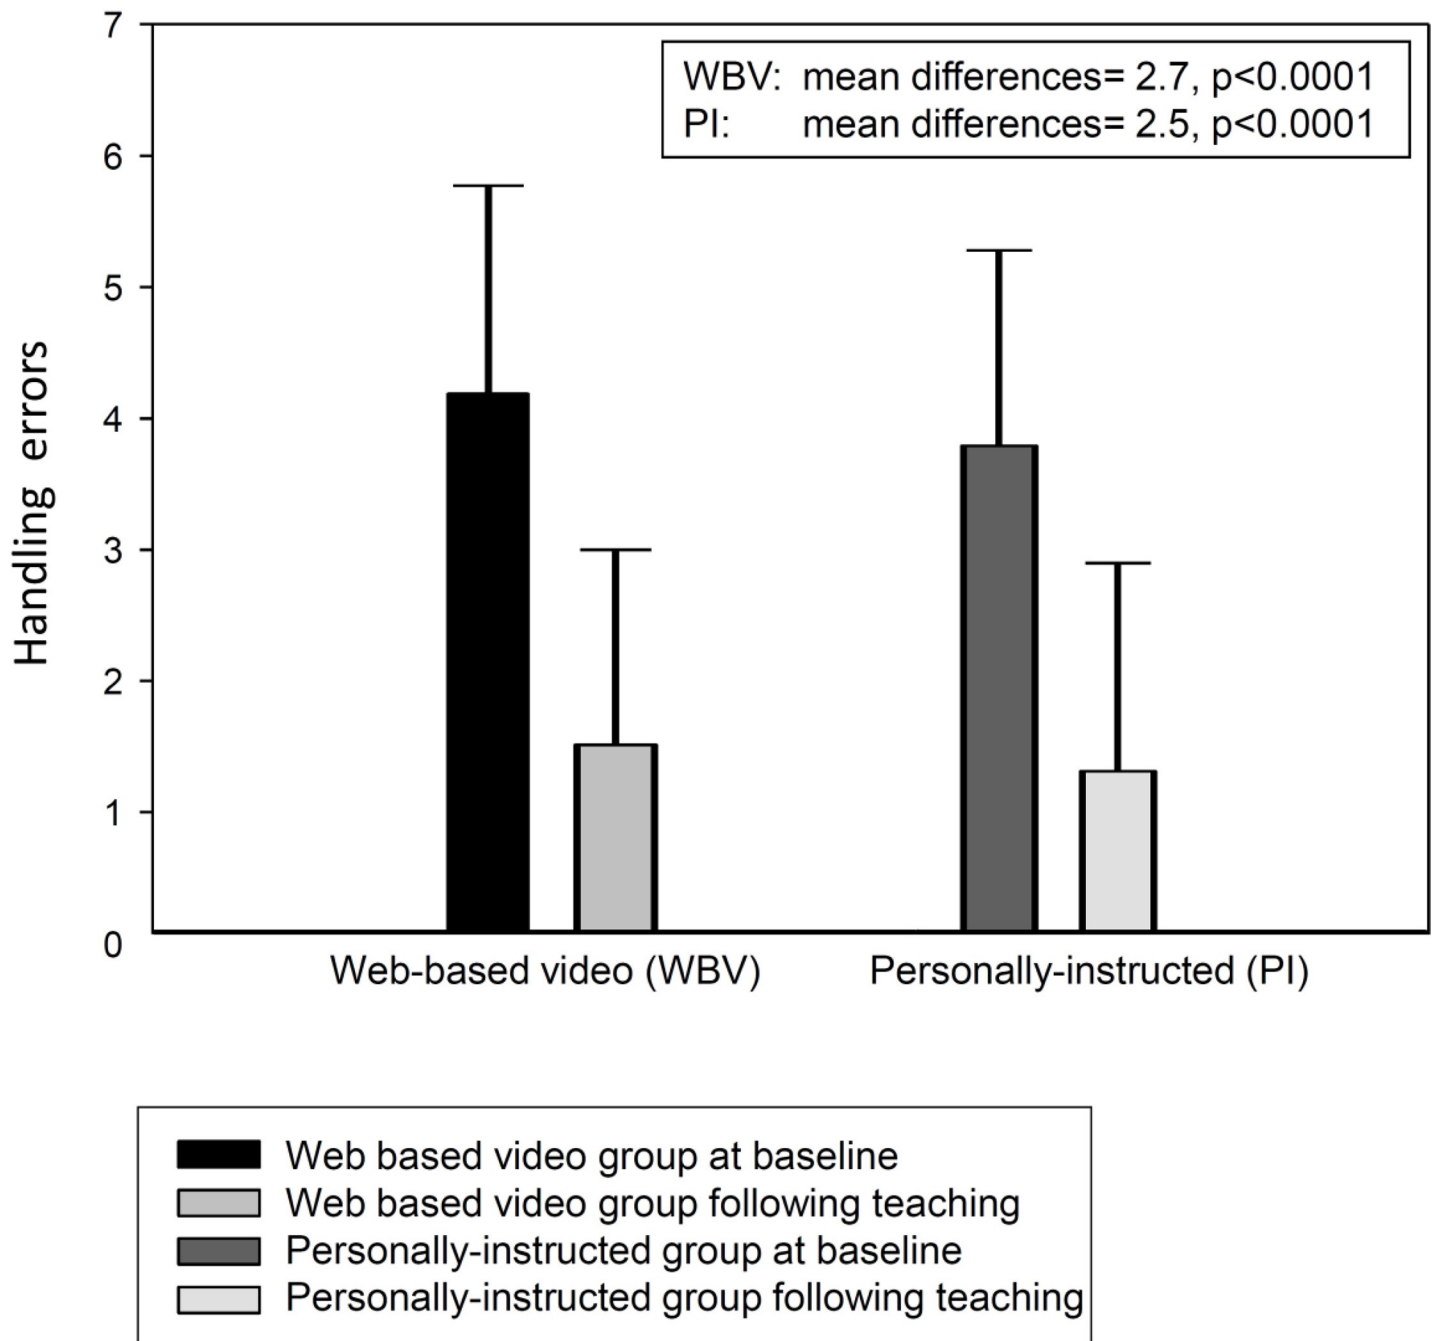 7
WBV: mean differences= 2.7, p<0.0001
PI: mean differences= 2.5, p<0.0001
6
5
4
3
2
1
0
Handling errors
Web-based video (WBV)
Personally-instructed (PI)
Web based video group at baseline
Web based video group following teaching
Personally-instructed group at baseline
Personally-instructed group following teaching